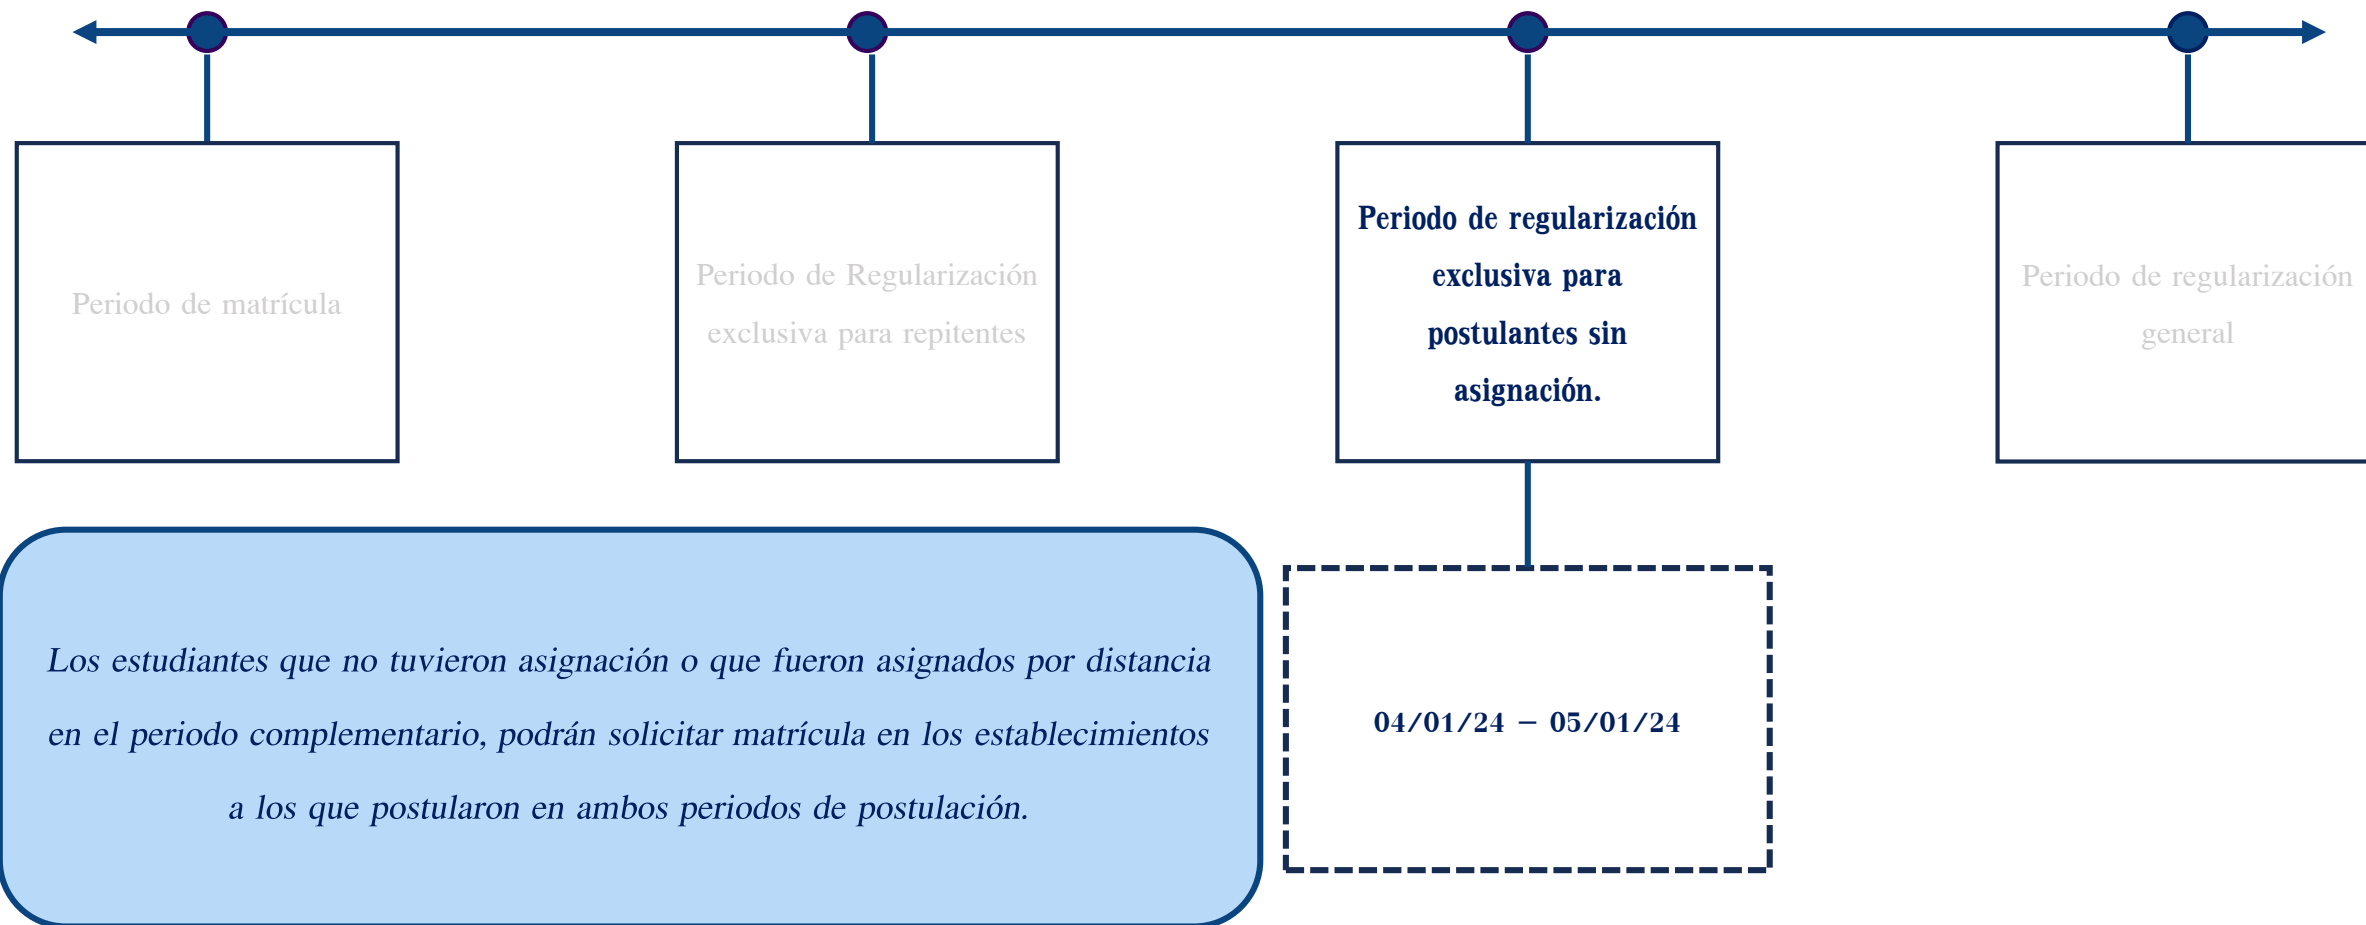 Periodo de matrícula
Periodo de Regularización
exclusiva para repitentes
Periodo de regularización
exclusiva para
postulantes sin
asignación.
Periodo de regularización
general
Los estudiantes que no tuvieron asignación o que fueron asignados por distancia
en el periodo complementario, podrán solicitar matrícula en los establecimientos
a los que postularon en ambos periodos de postulación.
04/01/24 – 05/01/24